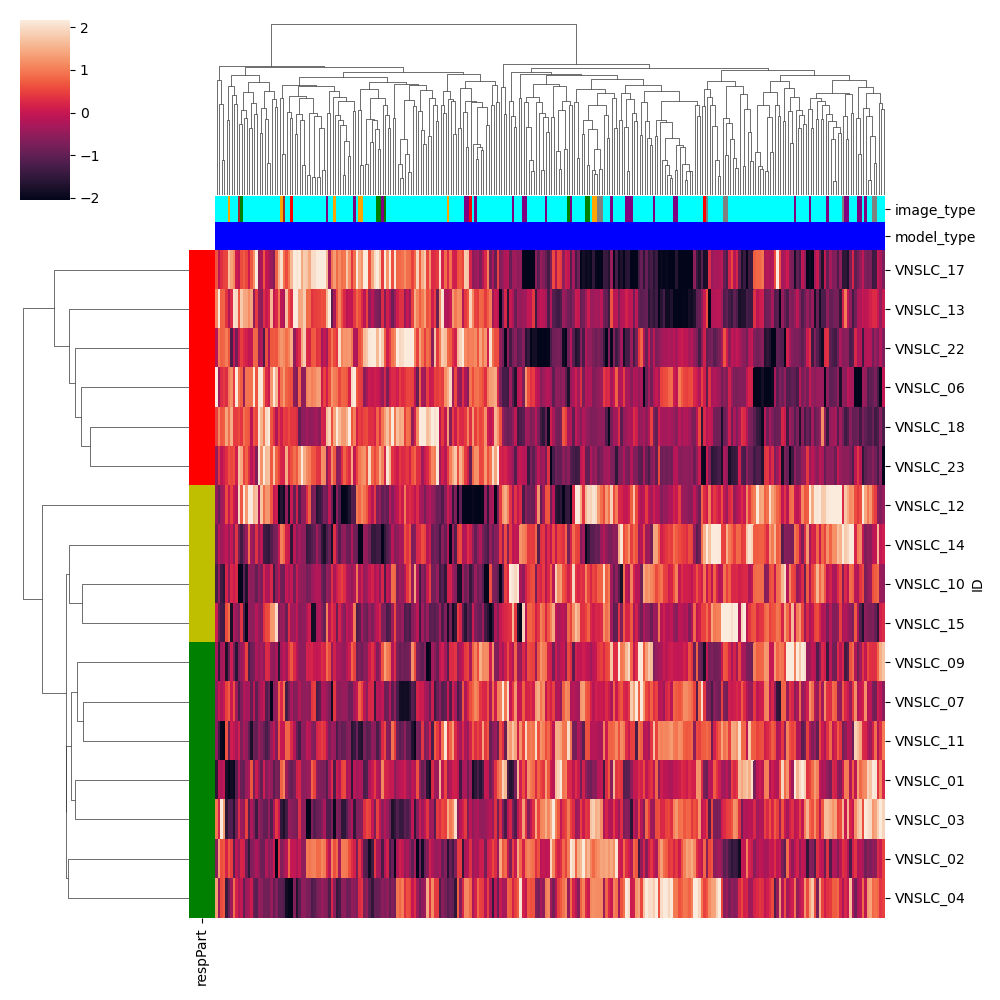 2
1
0
−1
−2
image_type
model_type
VNSLC_17
VNSLC_13
VNSLC_22
VNSLC_06
VNSLC_18
VNSLC_23
VNSLC_12
VNSLC_14
VNSLC_10
VNSLC_15
VNSLC_09
VNSLC_07
VNSLC_11
VNSLC_01
VNSLC_03
VNSLC_02
VNSLC_04
ID
respPart